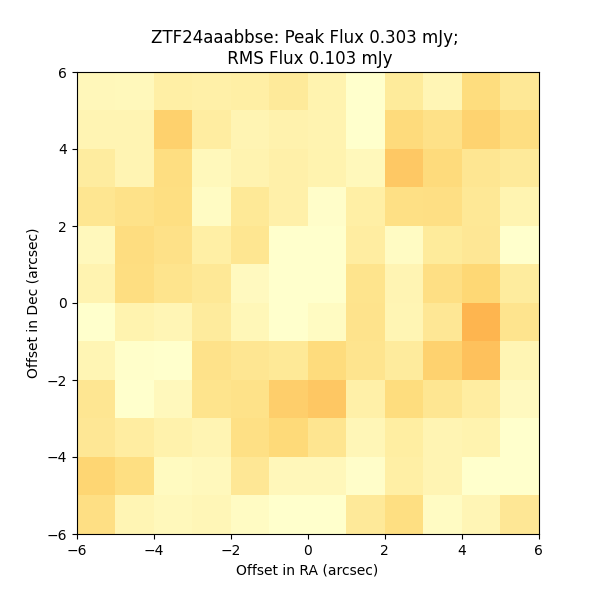 ZTF24aaabbse: Peak Flux 0.303 mJy;
RMS Flux 0.103 mJy
6
4
2
0
−2
−4
−6
Offset in Dec (arcsec)
−6 −4 −2 0 2 4 6
Offset in RA (arcsec)